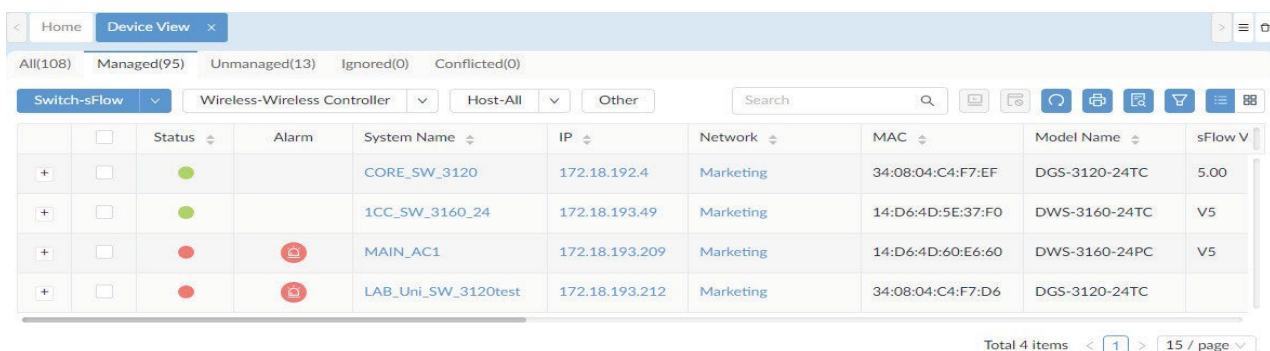 Home Device View ×
All(108) Managed(95) Unmanaged(13) Ignored(0) Conflicted(0)
Switch-sFlow Wireless-Wireless Controller Host-All Other Search
Status Alarm System Name IP Network MAC Model Name sFlow V
+ CORE_SW_3120 172.18.192.4 Marketing 34:08:04:C4:F7:EF DGS-3120-24TC 5.00
+ 1CC_SW_3160_24 172.18.193.49 Marketing 14:D6:4D:5E:37:F0 DWS-3160-24TC V5
+ MAIN_AC1 172.18.193.209 Marketing 14:D6:4D:60:E6:60 DWS-3160-24PC V5
+ LAB_Uni_SW_3120test 172.18.193.212 Marketing 34:08:04:C4:F7:D6 DGS-3120-24TC
Total 4 items < 1 > 15 / page